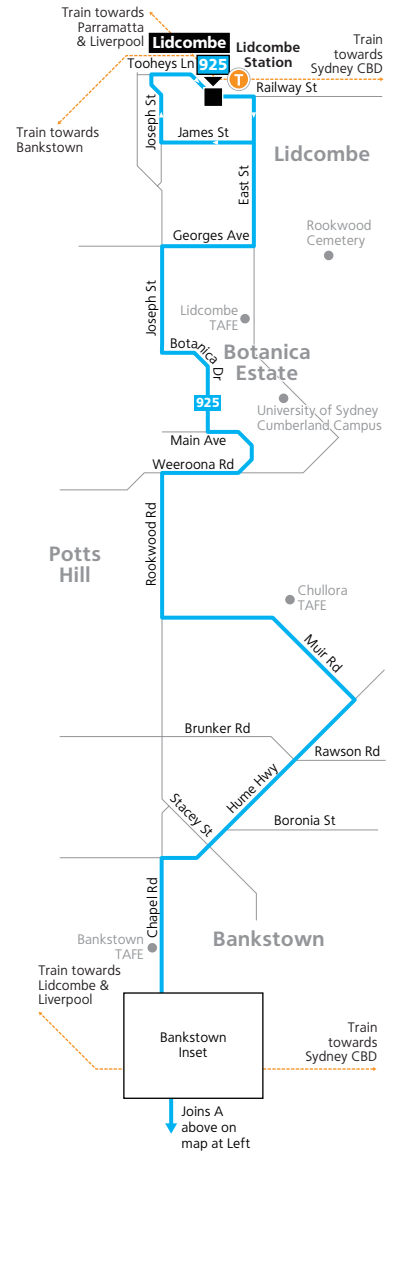 Train towards
Parramatta
& Liverpool
Lidcombe
Lidcombe
Station
Train
towards
Sydney CBD
Tooheys Ln
925
T
Railway St
Train towards
Bankstown
Joseph St
James St
Lidcombe
East St
Rookwood
Cemetery
Georges Ave
Joseph St
Lidcombe
TAFE
Botanica Dr
Botanica
Estate
925
University of Sydney
Cumberland Campus
Main Ave
Weeroona Rd
Rookwood Rd
Potts
Hill
Chullora
TAFE
Muir Rd
Brunker Rd
Rawson Rd
Hume Hwy
Stacey St
Boronia St
Chapel Rd
Bankstown
TAFE
Bankstown
Train towards
Lidcombe &
Liverpool
Bankstown
Inset
Train
towards
Sydney CBD
Joins A
above on
map at Left